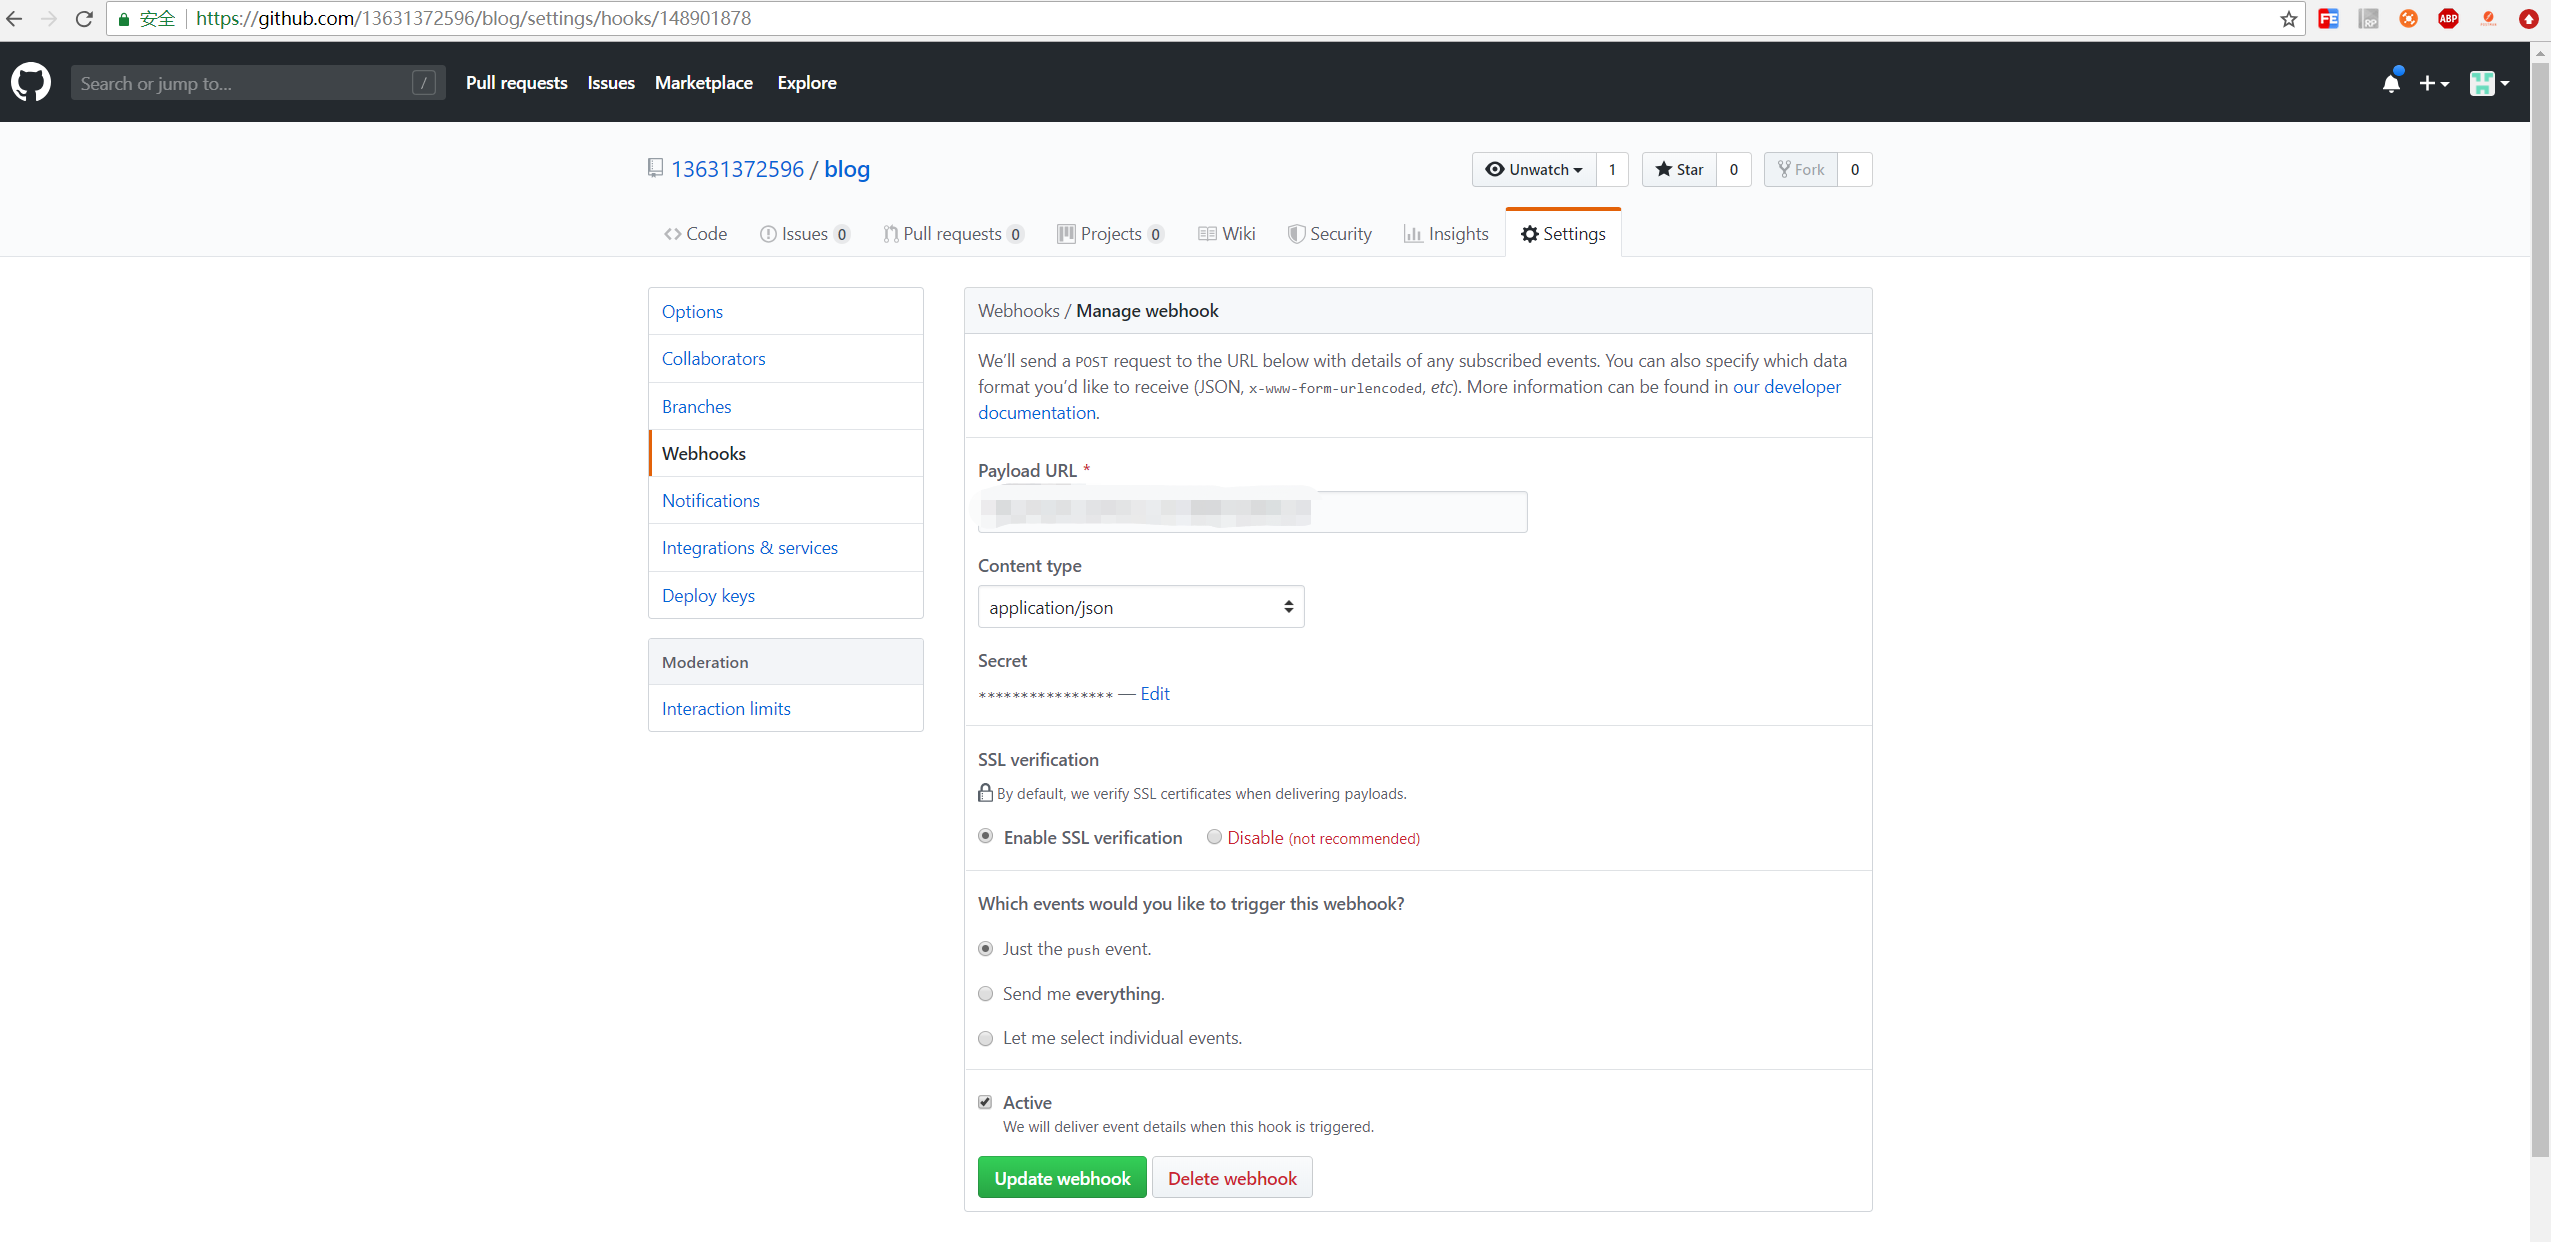 安全 https://github.com/13631372596/blog/settings/hooks/148901878
FE RP ABP
Search or jump to... / Pull requests Issues Marketplace Explore
13631372596 / blog Unwatch 1 Star 0 Fork 0
Code Issues 0 Pull requests 0 Projects 0 Wiki Security Insights Settings
Options
Collaborators
Branches
Webhooks
Notifications
Integrations & services
Deploy keys
Moderation
Interaction limits
Webhooks / Manage webhook
We’ll send a POST request to the URL below with details of any subscribed events. You can also specify which data
format you’d like to receive (JSON, x-www-form-urlencoded, etc). More information can be found in our developer
documentation.
Payload URL *
Content type
application/json
Secret
**************** — Edit
SSL verification
By default, we verify SSL certificates when delivering payloads.
Enable SSL verification Disable (not recommended)
Which events would you like to trigger this webhook?
Just the push event.
Send me everything.
Let me select individual events.
Active
We will deliver event details when this hook is triggered.
Update webhook Delete webhook